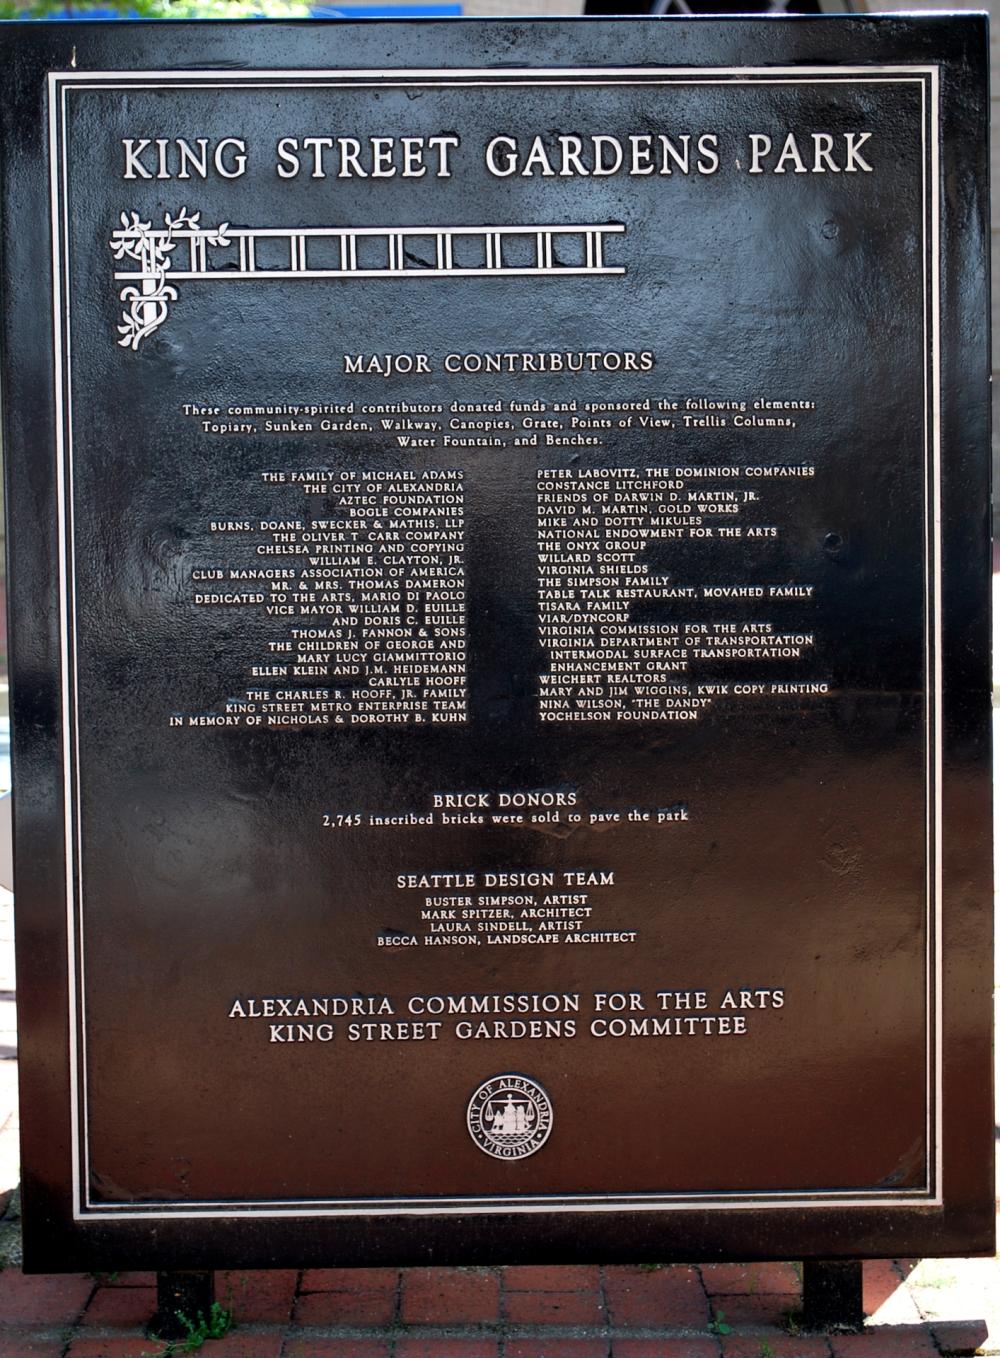 KING STREET GARDENS PARK
MAJOR CONTRIBUTORS
These community-spirited contributors donated funds and sponsored the following elements:
Topiary, Sunken Garden, Walkway, Canopies, Grate, Points of View, Trellis Columns,
Water Fountain, and Benches.
THE FAMILY OF MICHAEL ADAMS
THE CITY OF ALEXANDRIA
AZTEC FOUNDATION
BOGLE COMPANIES
BURNS, DOANE, SWECKER & MATHIS, LLP
THE OLIVER T CARR COMPANY
CHELSEA PRINTING AND COPYING
WILLIAM E. CLAYTON, JR.
CLUB MANAGERS ASSOCIATION OF AMERICA
MR. & MRS. THOMAS DAMERON
DEDICATED TO THE ARTS, MARIO DI PAOLO
VICE MAYOR WILLIAM D. EUILLE
AND DORIS C. EUILLE
THOMAS J. FANNON & SONS
THE CHILDREN OF GEORGE AND
MARY LUCY GIAMMITTORIO
ELLEN KLEIN AND J.M. HEIDEMANN
CARLYLE HOOFF
THE CHARLES R. HOOFF, JR. FAMILY
KING STREET METRO ENTERPRISE TEAM
IN MEMORY OF NICHOLAS & DOROTHY B. KUHN
PETER LABOVITZ, THE DOMINION COMPANIES
CONSTANCE LITCHFORD
FRIENDS OF DARWIN D. MARTIN, JR.
DAVID M. MARTIN, GOLD WORKS
MIKE AND DOTTY MIKULES
NATIONAL ENDOWMENT FOR THE ARTS
THE ONYX GROUP
WILLARD SCOTT
VIRGINIA SHIELDS
THE SIMPSON FAMILY
TABLE TALK RESTAURANT, MOVAHED FAMILY
TISARA FAMILY
VIAR/DYNCORP
VIRGINIA COMMISSION FOR THE ARTS
VIRGINIA DEPARTMENT OF TRANSPORTATION
INTERMODAL SURFACE TRANSPORTATION
ENHANCEMENT GRANT
WEICHERT REALTORS
MARY AND JIM WIGGINS, KWIK COPY PRINTING
NINA WILSON, "THE DANDY"
YOCHELSON FOUNDATION
BRICK DONORS
2,745 inscribed bricks were sold to pave the park
SEATTLE DESIGN TEAM
BUSTER SIMPSON, ARTIST
MARK SPITZER, ARCHITECT
LAURA SINDELL, ARTIST
BECCA HANSON, LANDSCAPE ARCHITECT
ALEXANDRIA COMMISSION FOR THE ARTS
KING STREET GARDENS COMMITTEE
CITY OF ALEXANDRIA
• VIRGINIA •